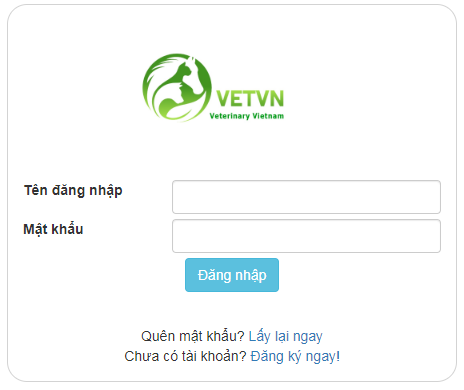 VETVN
Veterinary Vietnam
Tên đăng nhập
Mật khẩu
Đăng nhập
Quên mật khẩu? Lấy lại ngay
Chưa có tài khoản? Đăng ký ngay!